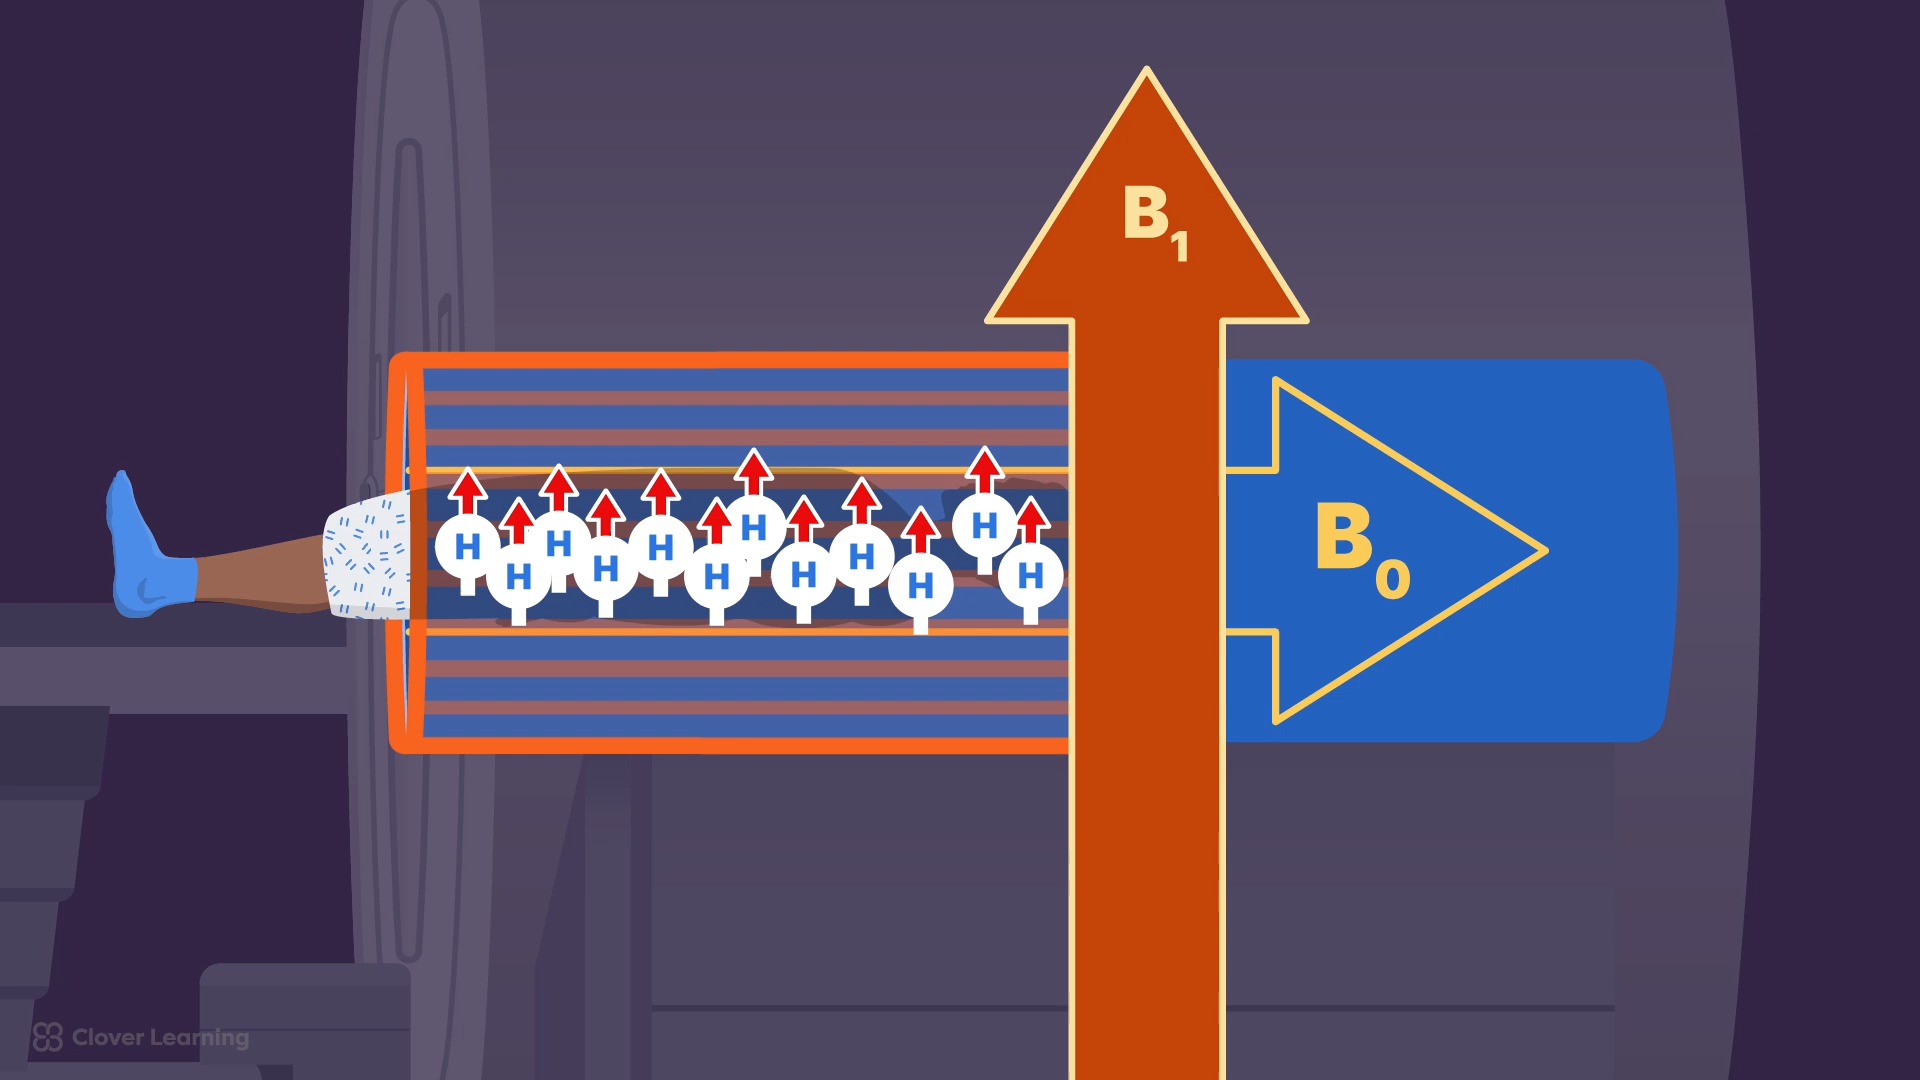 B₁
H H H H H H H H H H H H
B₀
Clover Learning